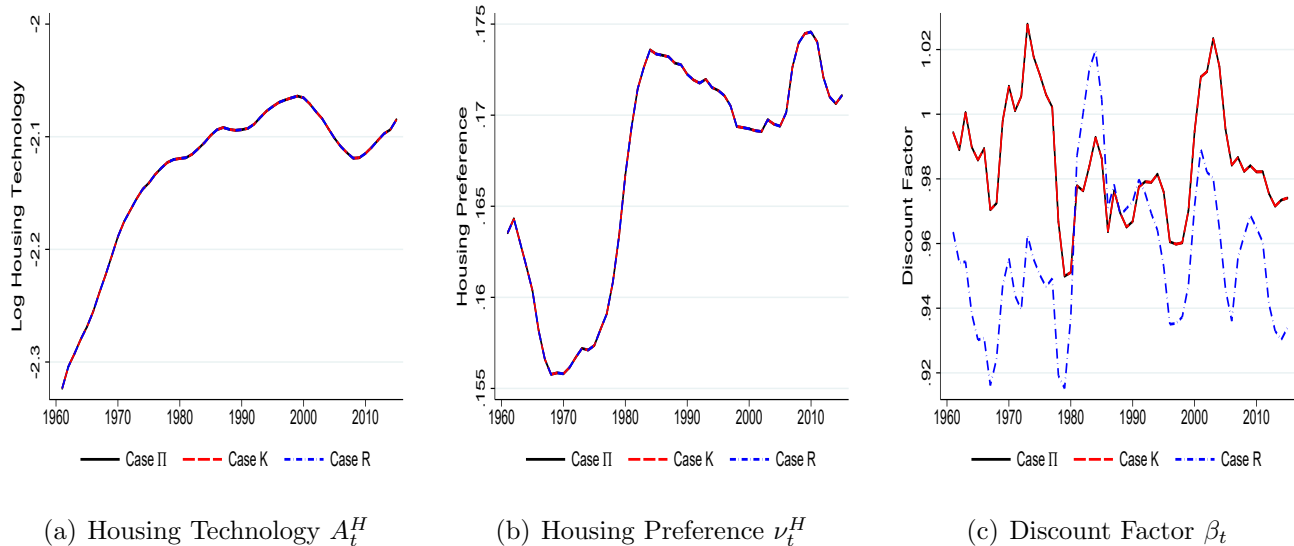 Log Housing Technology
-2
-2.1
-2.2
-2.3
1960 1970 1980 1990 2000 2010
Case Π Case K Case R
(a) Housing Technology A_t^H
Housing Preference
.175
.17
.165
.16
.155
1960 1970 1980 1990 2000 2010
Case Π Case K Case R
(b) Housing Preference ν_t^H
Discount Factor
1.02
1
.98
.96
.94
.92
1960 1970 1980 1990 2000 2010
Case Π Case K Case R
(c) Discount Factor β_t